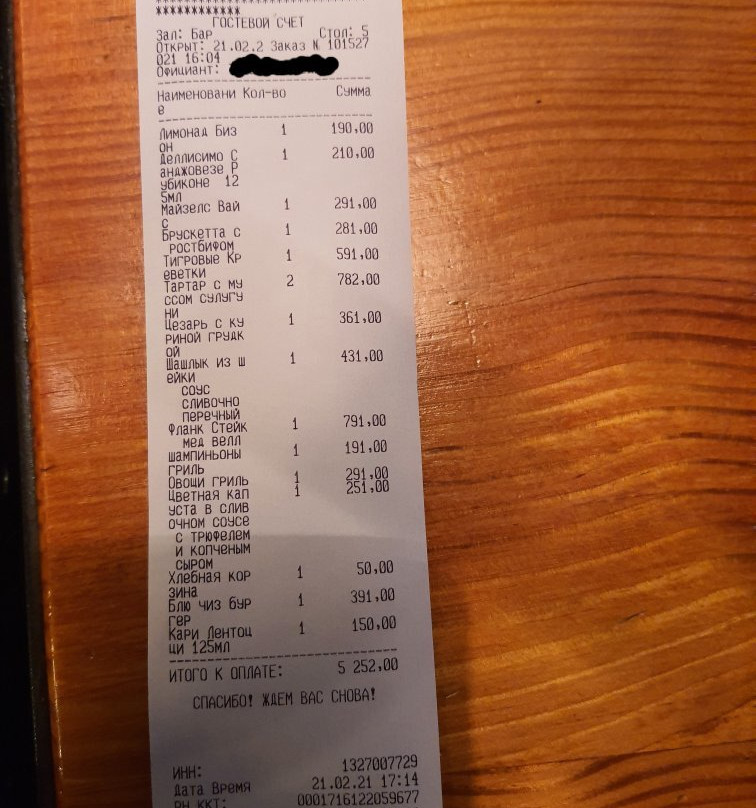 ************
ГОСТЕВОЙ СЧЕТ
Зал: Бар Стол: 5
Открыт: 21.02.2 Заказ № 101527
021 16:04
Официант:
Наименовани Кол-во Сумма
е
Лимонад Биз 1 190,00
он
Деллисимо С 1 210,00
анджовезе Р
убиконе 12
5мл
Майзелс Вай 1 291,00
с
Брускетта с 1 281,00
ростбифом
Тигровые Кр 1 591,00
еветки
Тартар с му 2 782,00
ссом сулугу
ни
Цезарь с ку 1 361,00
риной грудк
ой
Шашлык из ш 1 431,00
ейки
соус
сливочно
перечный
Фланк Стейк 1 791,00
мед велл
шампиньоны 1 191,00
гриль
Овощи гриль 1 291,00
Цветная кап 1 251,00
уста в слив
очном соусе
с трюфелем
и копченым
сыром
Хлебная кор 1 50,00
зина
Блю чиз бур 1 391,00
гер
Кари Лентоц 1 150,00
ци 125мл
ИТОГО К ОПЛАТЕ: 5 252,00
СПАСИБО! ЖДЕМ ВАС СНОВА!
ИНН: 1327007729
Дата Время 21.02.21 17:14
РН ККТ: 0001716122059677